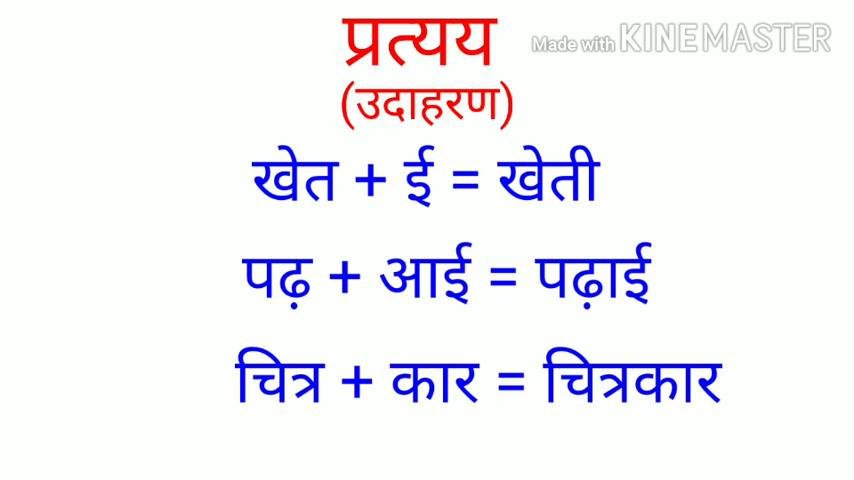 प्रत्यय
Made with KINEMASTER
(उदाहरण)
खेत + ई = खेती
पढ़ + आई = पढ़ाई
चित्र + कार = चित्रकार